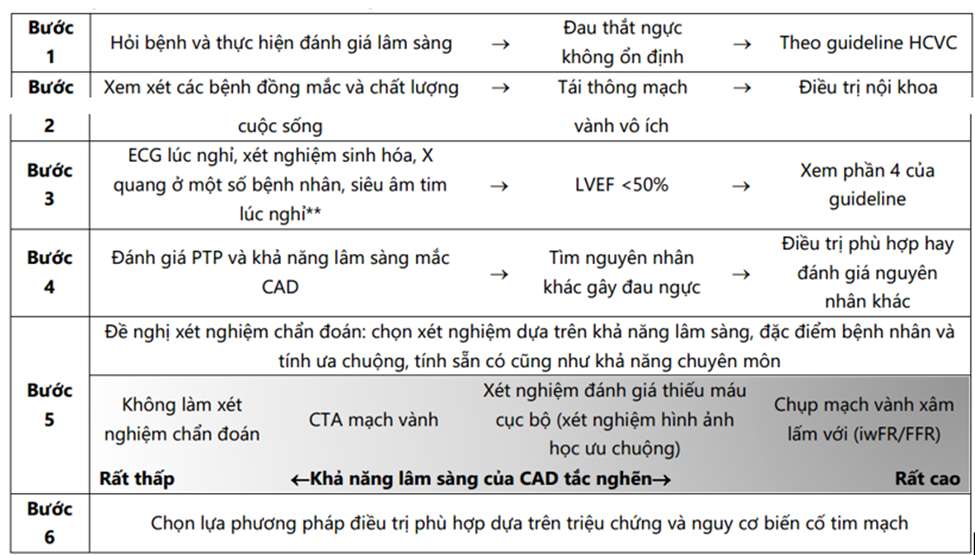 Bước 1
Hỏi bệnh và thực hiện đánh giá lâm sàng → Đau thắt ngực không ổn định → Theo guideline HCVC
Bước
Xem xét các bệnh đồng mắc và chất lượng → Tái thông mạch → Điều trị nội khoa
2
cuộc sống
vành vô ích
Bước 3
ECG lúc nghỉ, xét nghiệm sinh hóa, X
quang ở một số bệnh nhân, siêu âm tim
lúc nghỉ**
→
LVEF <50%
→
Xem phần 4 của
guideline
Bước 4
Đánh giá PTP và khả năng lâm sàng mắc
CAD
→
Tìm nguyên nhân
khác gây đau ngực
→
Điều trị phù hợp hay
đánh giá nguyên
nhân khác
Bước 5
Đề nghị xét nghiệm chẩn đoán: chọn xét nghiệm dựa trên khả năng lâm sàng, đặc điểm bệnh nhân và
tính ưa chuộng, tính sẵn có cũng như khả năng chuyên môn
Không làm xét
nghiệm chẩn đoán
CTA mạch vành
Xét nghiệm đánh giá thiếu máu
cục bộ (xét nghiệm hình ảnh
học ưu chuộng)
Chụp mạch vành xâm
lấm với (iwFR/FFR)
Rất thấp ←Khả năng lâm sàng của CAD tắc nghẽn→ Rất cao
Bước 6
Chọn lựa phương pháp điều trị phù hợp dựa trên triệu chứng và nguy cơ biến cố tim mạch